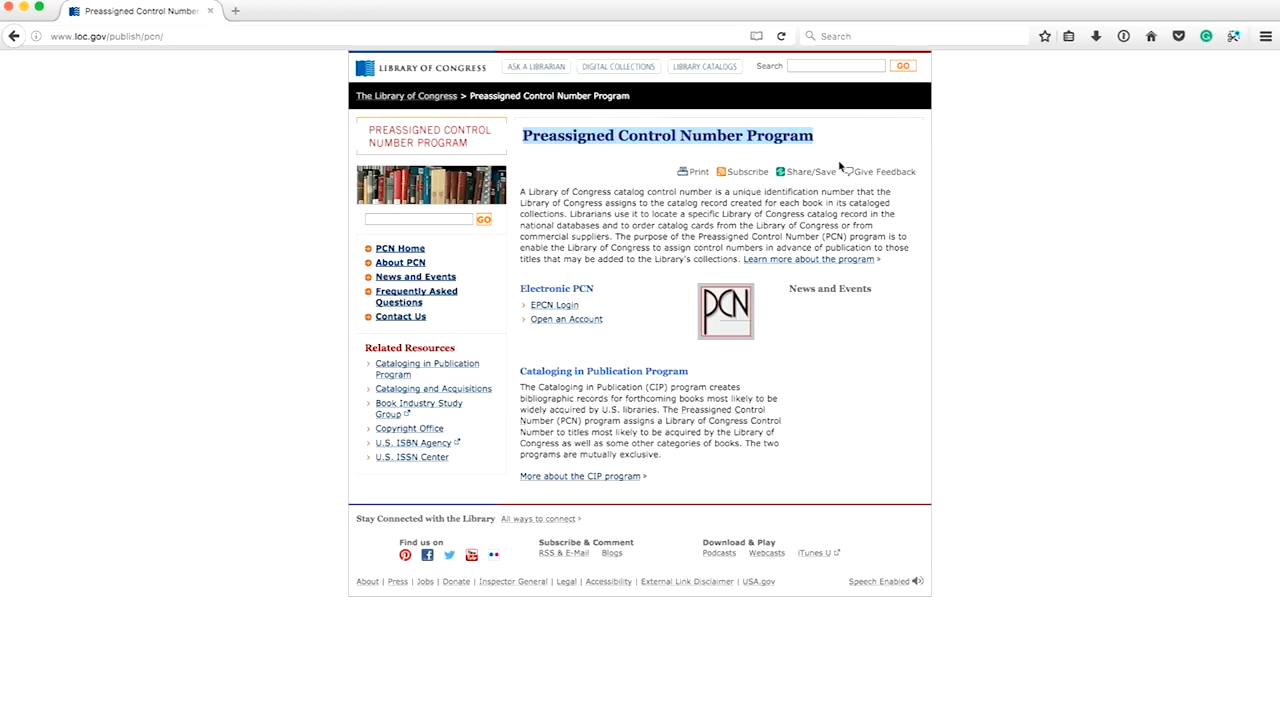 Preassigned Control Number
www.loc.gov/publish/pcn/
Search
LIBRARY OF CONGRESS
ASK A LIBRARIAN
DIGITAL COLLECTIONS
LIBRARY CATALOGS
Search
GO
The Library of Congress > Preassigned Control Number Program
PREASSIGNED CONTROL
NUMBER PROGRAM
GO
PCN Home
About PCN
News and Events
Frequently Asked
Questions
Contact Us
Related Resources
Cataloging in Publication
Program
Cataloging and Acquisitions
Book Industry Study
Group
Copyright Office
U.S. ISBN Agency
U.S. ISSN Center
Preassigned Control Number Program
Print Subscribe Share/Save Give Feedback
A Library of Congress catalog control number is a unique identification number that the
Library of Congress assigns to the catalog record created for each book in its cataloged
collections. Librarians use it to locate a specific Library of Congress catalog record in the
national databases and to order catalog cards from the Library of Congress or from
commercial suppliers. The purpose of the Preassigned Control Number (PCN) program is to
enable the Library of Congress to assign control numbers in advance of publication to those
titles that may be added to the Library's collections. Learn more about the program »
Electronic PCN
EPCN Login
Open an Account
PCN
News and Events
Cataloging in Publication Program
The Cataloging in Publication (CIP) program creates
bibliographic records for forthcoming books most likely to be
widely acquired by U.S. libraries. The Preassigned Control
Number (PCN) program assigns a Library of Congress Control
Number to titles most likely to be acquired by the Library of
Congress as well as some other categories of books. The two
programs are mutually exclusive.
More about the CIP program »
Stay Connected with the Library All ways to connect »
Find us on
Subscribe & Comment
RSS & E-Mail Blogs
Download & Play
Podcasts Webcasts iTunes U
About | Press | Jobs | Donate | Inspector General | Legal | Accessibility | External Link Disclaimer | USA.gov
Speech Enabled